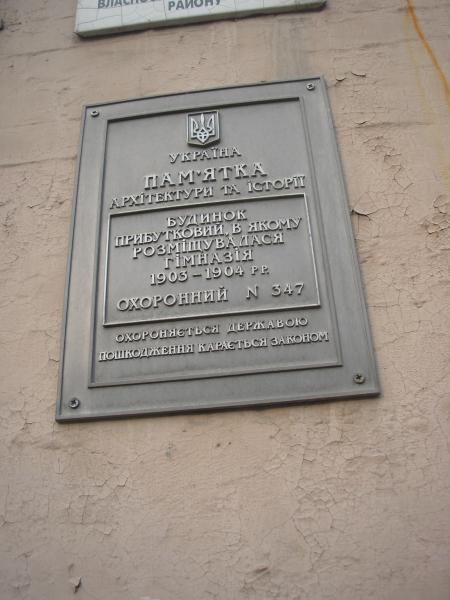 ВЛАСНО
РАЙОНУ
УКРАЇНА
ПАМ'ЯТКА
АРХІТЕКТУРИ ТА ІСТОРІЇ
БУДИНОК
ПРИБУТКОВИЙ, В ЯКОМУ
РОЗМІЩУВАЛАСЯ
ГІМНАЗІЯ
1903-1904 РР.
ОХОРОННИЙ N 347
ОХОРОНЯЄТЬСЯ ДЕРЖАВОЮ
ПОШКОДЖЕННЯ КАРАЄТЬСЯ ЗАКОНОМ